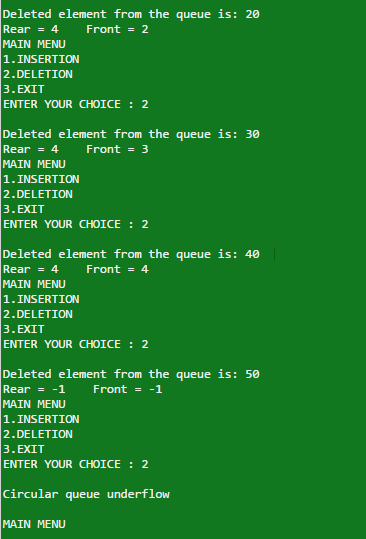 Deleted element from the queue is: 20
Rear = 4    Front = 2
MAIN MENU
1.INSERTION
2.DELETION
3.EXIT
ENTER YOUR CHOICE : 2
Deleted element from the queue is: 30
Rear = 4    Front = 3
MAIN MENU
1.INSERTION
2.DELETION
3.EXIT
ENTER YOUR CHOICE : 2
Deleted element from the queue is: 40
Rear = 4    Front = 4
MAIN MENU
1.INSERTION
2.DELETION
3.EXIT
ENTER YOUR CHOICE : 2
Deleted element from the queue is: 50
Rear = -1    Front = -1
MAIN MENU
1.INSERTION
2.DELETION
3.EXIT
ENTER YOUR CHOICE : 2
Circular queue underflow
MAIN MENU